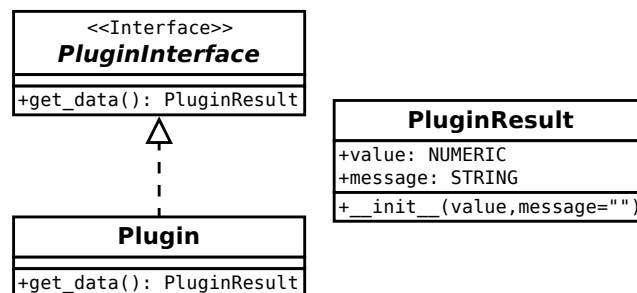 <<Interface>>
PluginInterface
+get_data(): PluginResult
PluginResult
+value: NUMERIC
+message: STRING
+__init__(value,message="")
Plugin
+get_data(): PluginResult